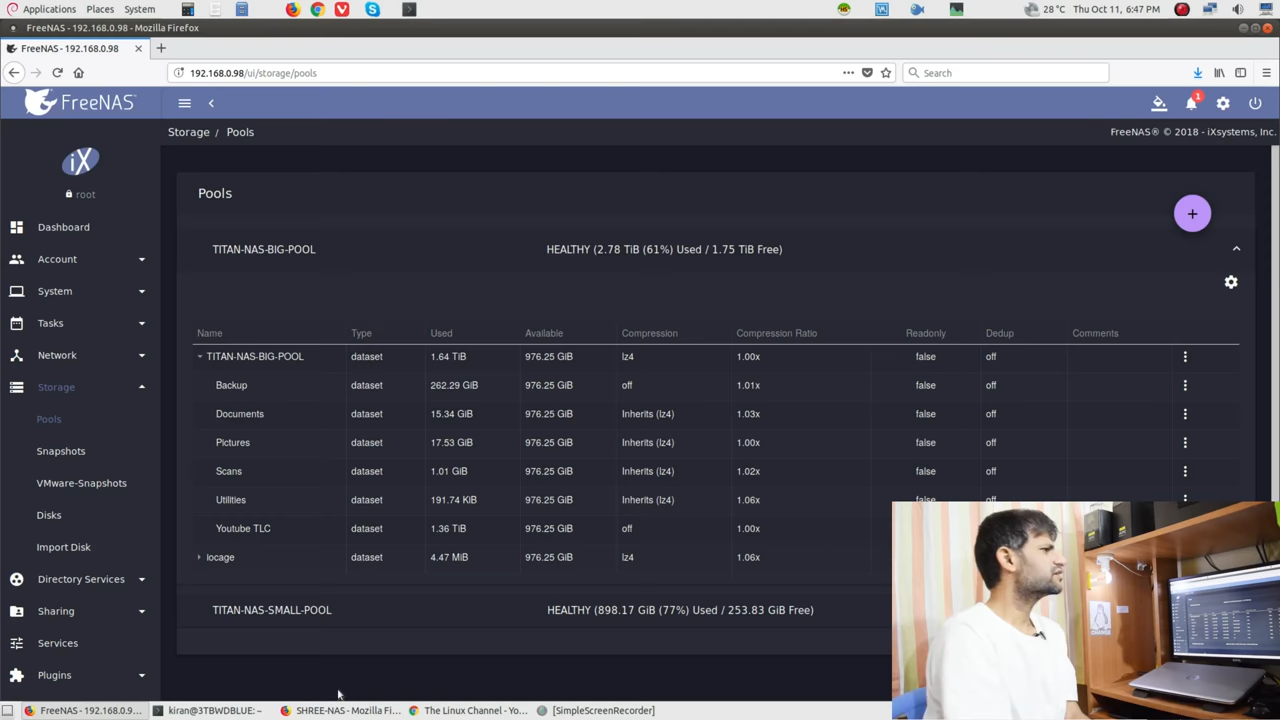 Applications Places System 28 °C Thu Oct 11, 6:47 PM
FreeNAS - 192.168.0.98 - Mozilla Firefox
FreeNAS - 192.168.0.98
192.168.0.98/ui/storage/pools Search
FreeNAS 1
Storage / Pools FreeNAS® © 2018 - iXsystems, Inc.
iX
root
Dashboard
Account
System
Tasks
Network
Storage
Pools
Snapshots
VMware-Snapshots
Disks
Import Disk
Directory Services
Sharing
Services
Plugins
Pools
TITAN-NAS-BIG-POOL HEALTHY (2.78 TiB (61%) Used / 1.75 TiB Free)
Name Type Used Available Compression Compression Ratio Readonly Dedup Comments
TITAN-NAS-BIG-POOL dataset 1.64 TiB 976.25 GiB lz4 1.00x false off
Backup dataset 262.29 GiB 976.25 GiB off 1.01x false off
Documents dataset 15.34 GiB 976.25 GiB Inherits (lz4) 1.03x false off
Pictures dataset 17.53 GiB 976.25 GiB Inherits (lz4) 1.00x false off
Scans dataset 1.01 GiB 976.25 GiB Inherits (lz4) 1.02x false off
Utilities dataset 191.74 KiB 976.25 GiB Inherits (lz4) 1.06x false off
Youtube TLC dataset 1.36 TiB 976.25 GiB off 1.00x
locage dataset 4.47 MiB 976.25 GiB lz4 1.06x
TITAN-NAS-SMALL-POOL HEALTHY (898.17 GiB (77%) Used / 253.83 GiB Free)
FreeNAS - 192.168.0.9... kiran@3TBWDBLUE: ~ SHREE-NAS - Mozilla Fi... The Linux Channel - Yo... [SimpleScreenRecorder]